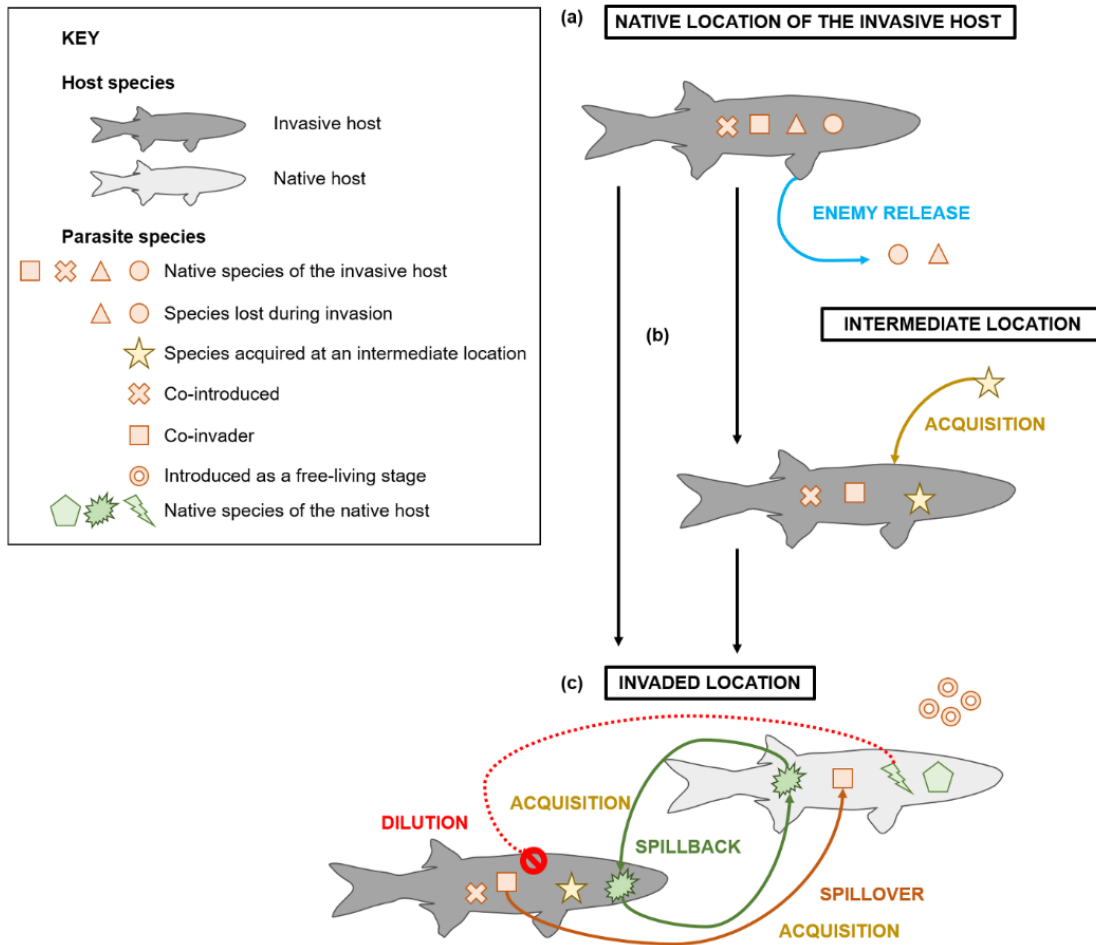 KEY
Host species
Invasive host
Native host
Parasite species
Native species of the invasive host
Species lost during invasion
Species acquired at an intermediate location
Co-introduced
Co-invader
Introduced as a free-living stage
Native species of the native host
(a)
NATIVE LOCATION OF THE INVASIVE HOST
ENEMY RELEASE
(b)
INTERMEDIATE LOCATION
ACQUISITION
(c)
INVADED LOCATION
ACQUISITION
DILUTION
SPILLBACK
SPILLOVER
ACQUISITION